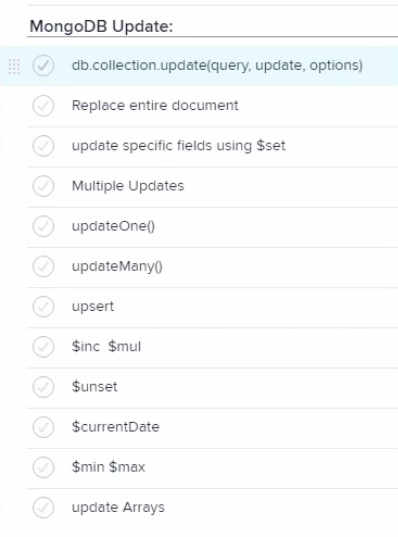 MongoDB Update:
db.collection.update(query, update, options)
Replace entire document
update specific fields using $set
Multiple Updates
updateOne()
updateMany()
upsert
$inc $mul
$unset
$currentDate
$min $max
update Arrays